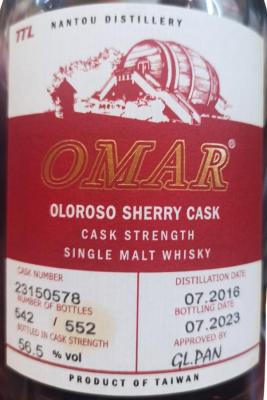 TTL
NANTOU DISTILLERY
OMAR®
OLOROSO SHERRY CASK
CASK STRENGTH
SINGLE MALT WHISKY
CASK NUMBER
23150578
NUMBER OF BOTTLES
542 / 552
BOTTLED IN CASK STRENGTH
56.5 % vol
DISTILLATION DATE
07.2016
BOTTLING DATE
07.2023
APPROVED BY
GL.PAN
PRODUCT OF TAIWAN